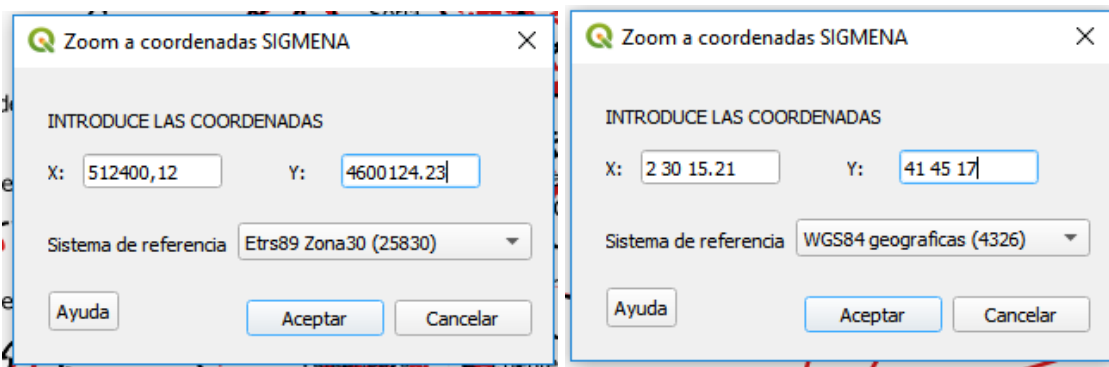 Zoom a coordenadas SIGMENA
INTRODUCE LAS COORDENADAS
X: 512400,12 Y: 4600124.23
Sistema de referencia Etrs89 Zona30 (25830)
Ayuda Aceptar Cancelar
Zoom a coordenadas SIGMENA
INTRODUCE LAS COORDENADAS
X: 2 30 15.21 Y: 41 45 17
Sistema de referencia WGS84 geograficas (4326)
Ayuda Aceptar Cancelar